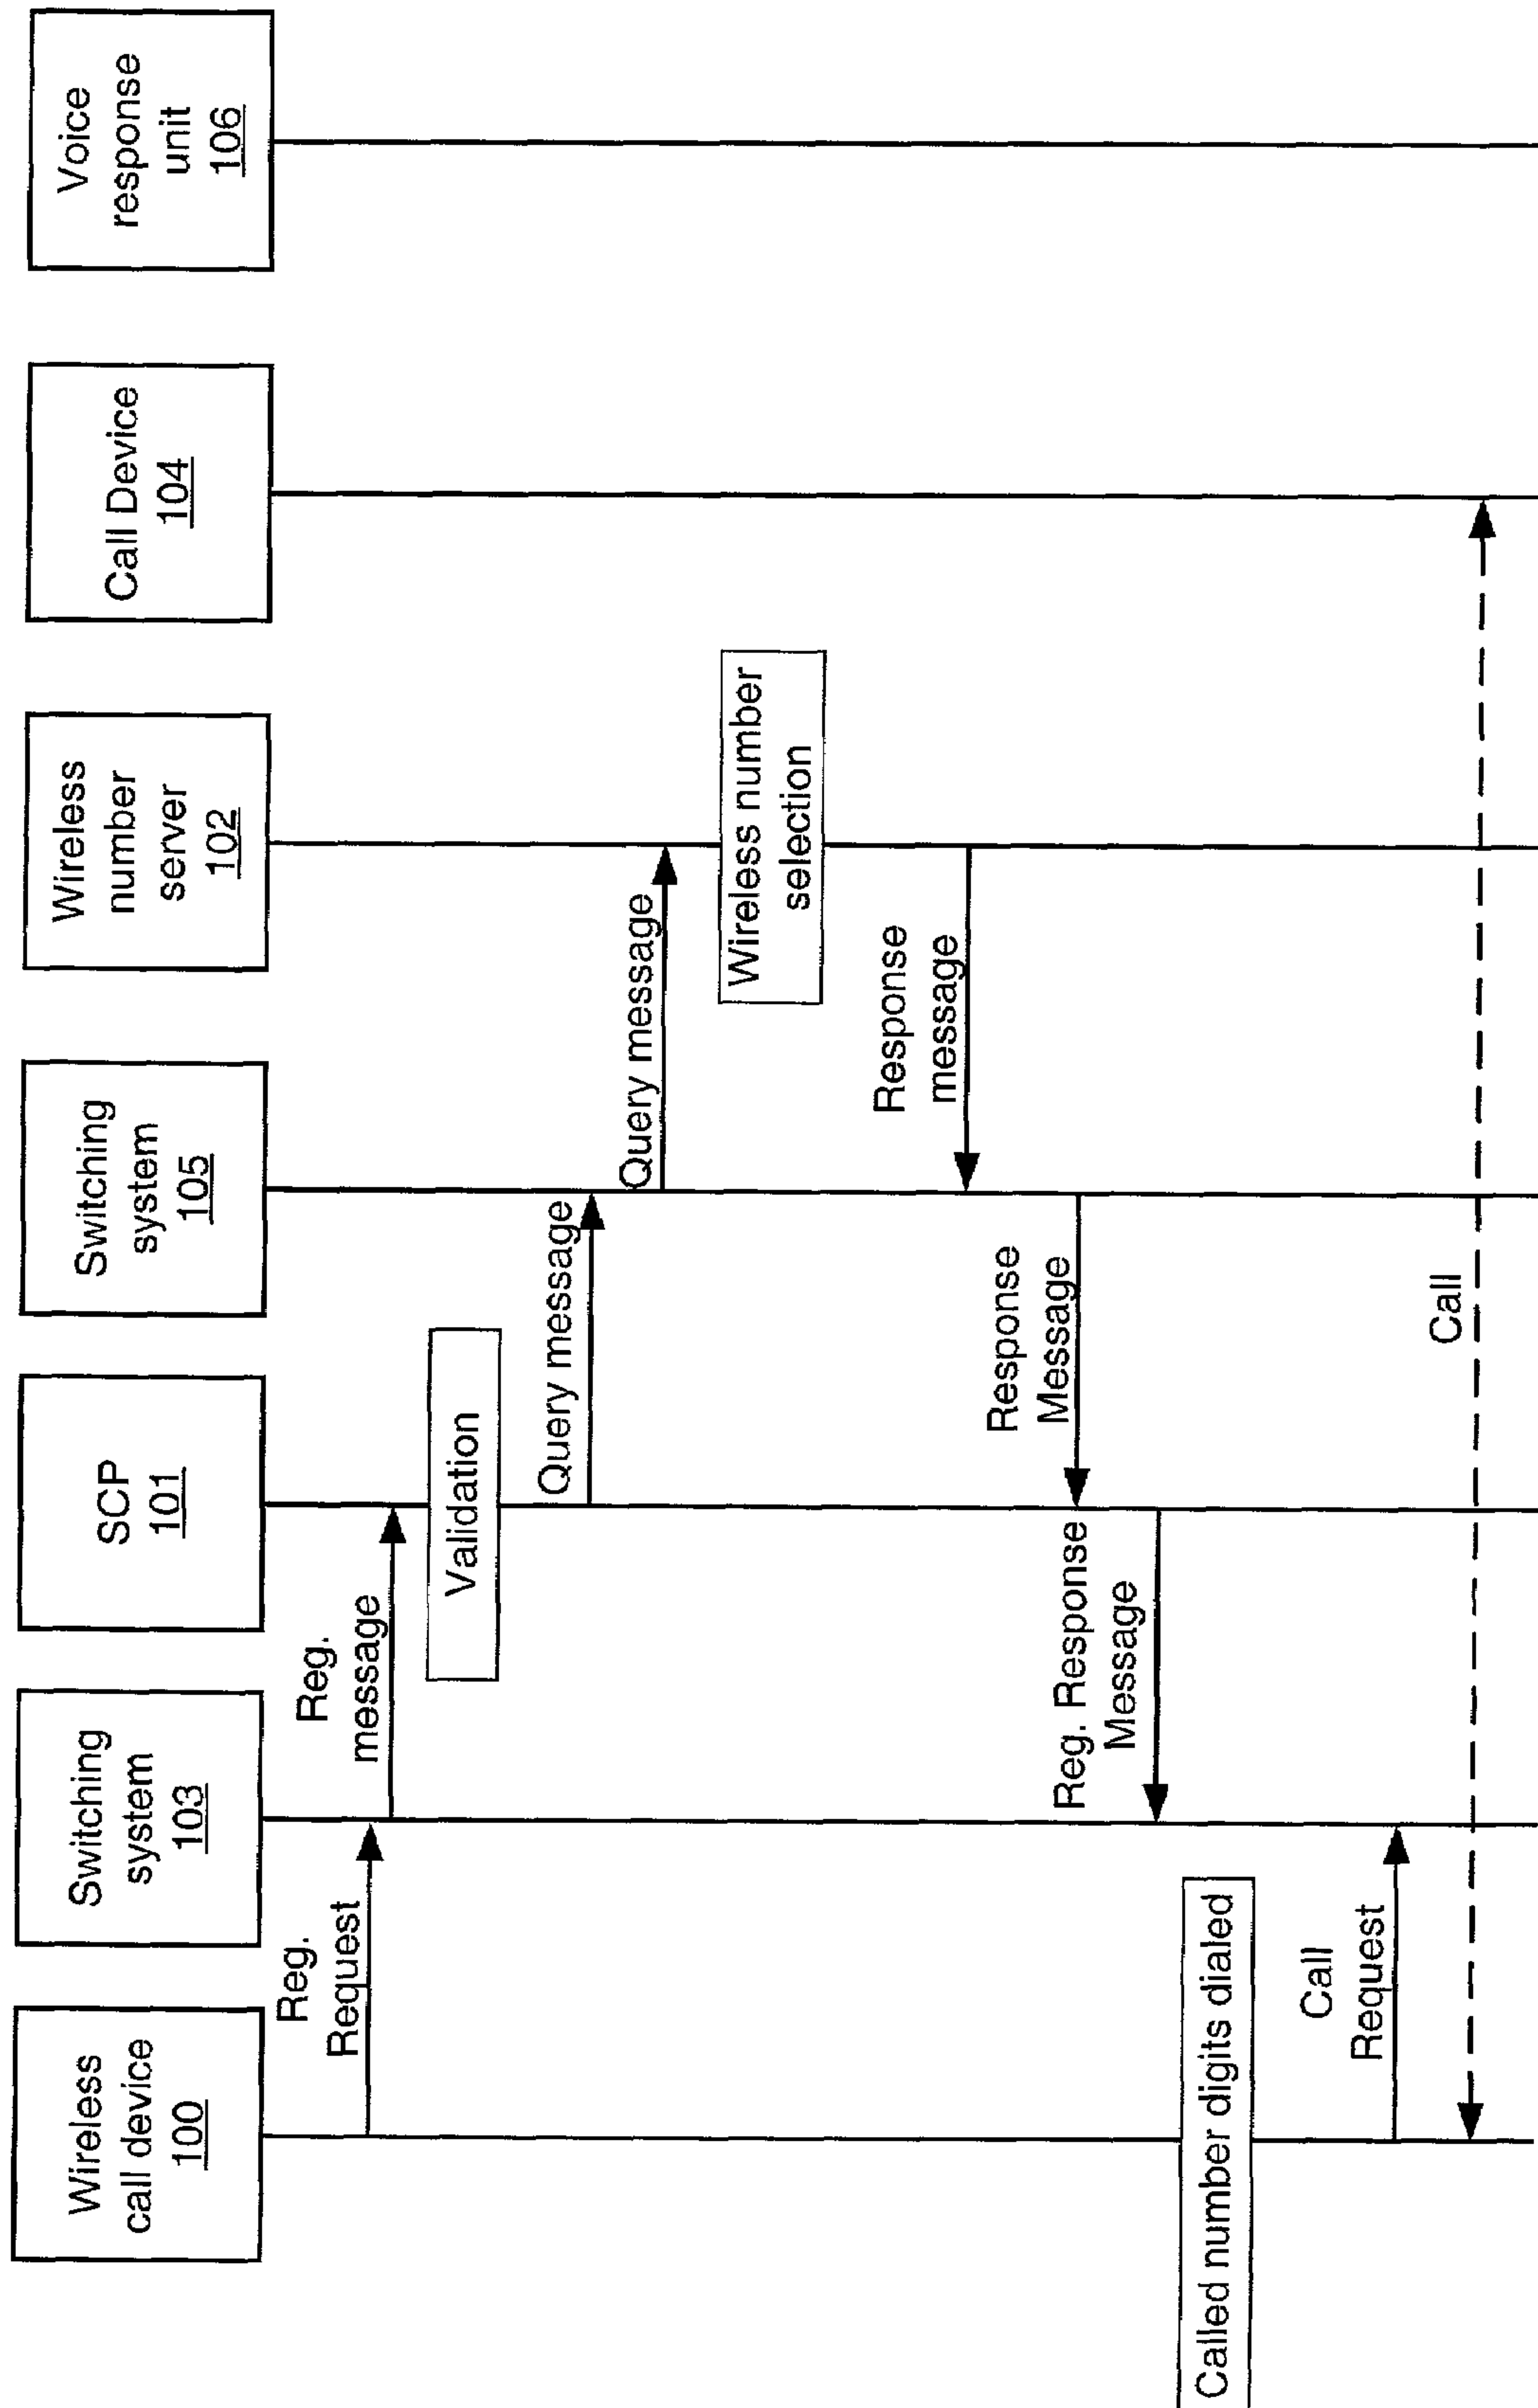 Wireless
call device
100
Switching
system
103
SCP
101
Switching
system
105
Wireless
number
server
102
Call Device
104
Voice
response
unit
106
Reg.
Request
Reg.
message
Validation
Query message
Query message
Wireless number
selection
Response
message
Response
Message
Reg. Response
Message
Called number digits dialed
Call
Request
Call